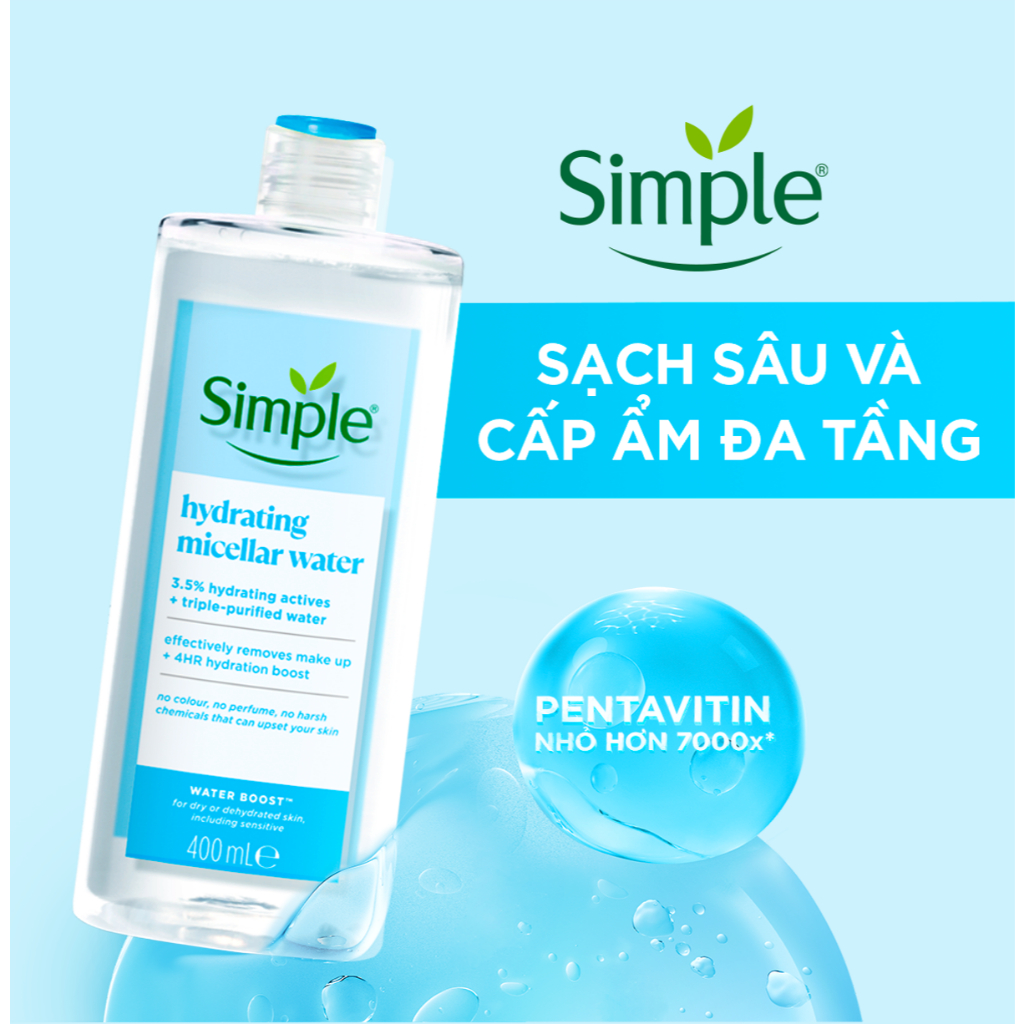 Simple®
SẠCH SÂU VÀ
CẤP ẨM ĐA TẦNG
Simple®
hydrating
micellar water
3.5% hydrating actives
+ triple-purified water
effectively removes make up
+ 4HR hydration boost
no colour, no perfume, no harsh
chemicals that can upset your skin
WATER BOOST™
for dry or dehydrated skin,
including sensitive
400mL℮
PENTAVITIN
NHỎ HƠN 7000x*